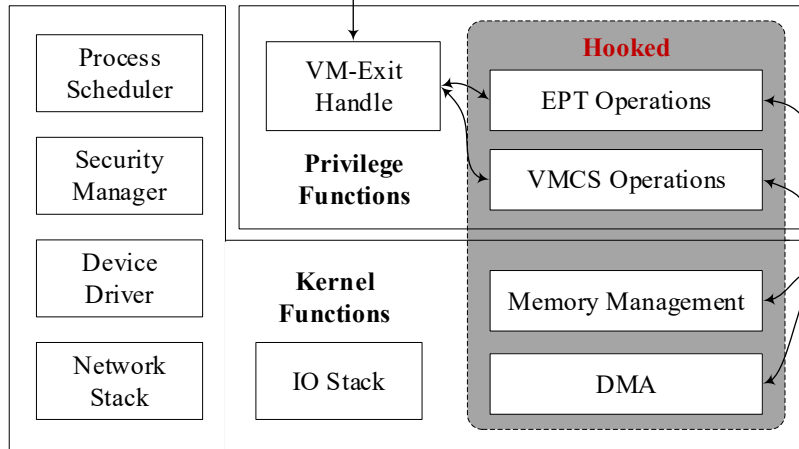 Process
Scheduler
Security
Manager
Device
Driver
Network
Stack
VM-Exit
Handle
Privilege
Functions
Kernel
Functions
IO Stack
Hooked
EPT Operations
VMCS Operations
Memory Management
DMA